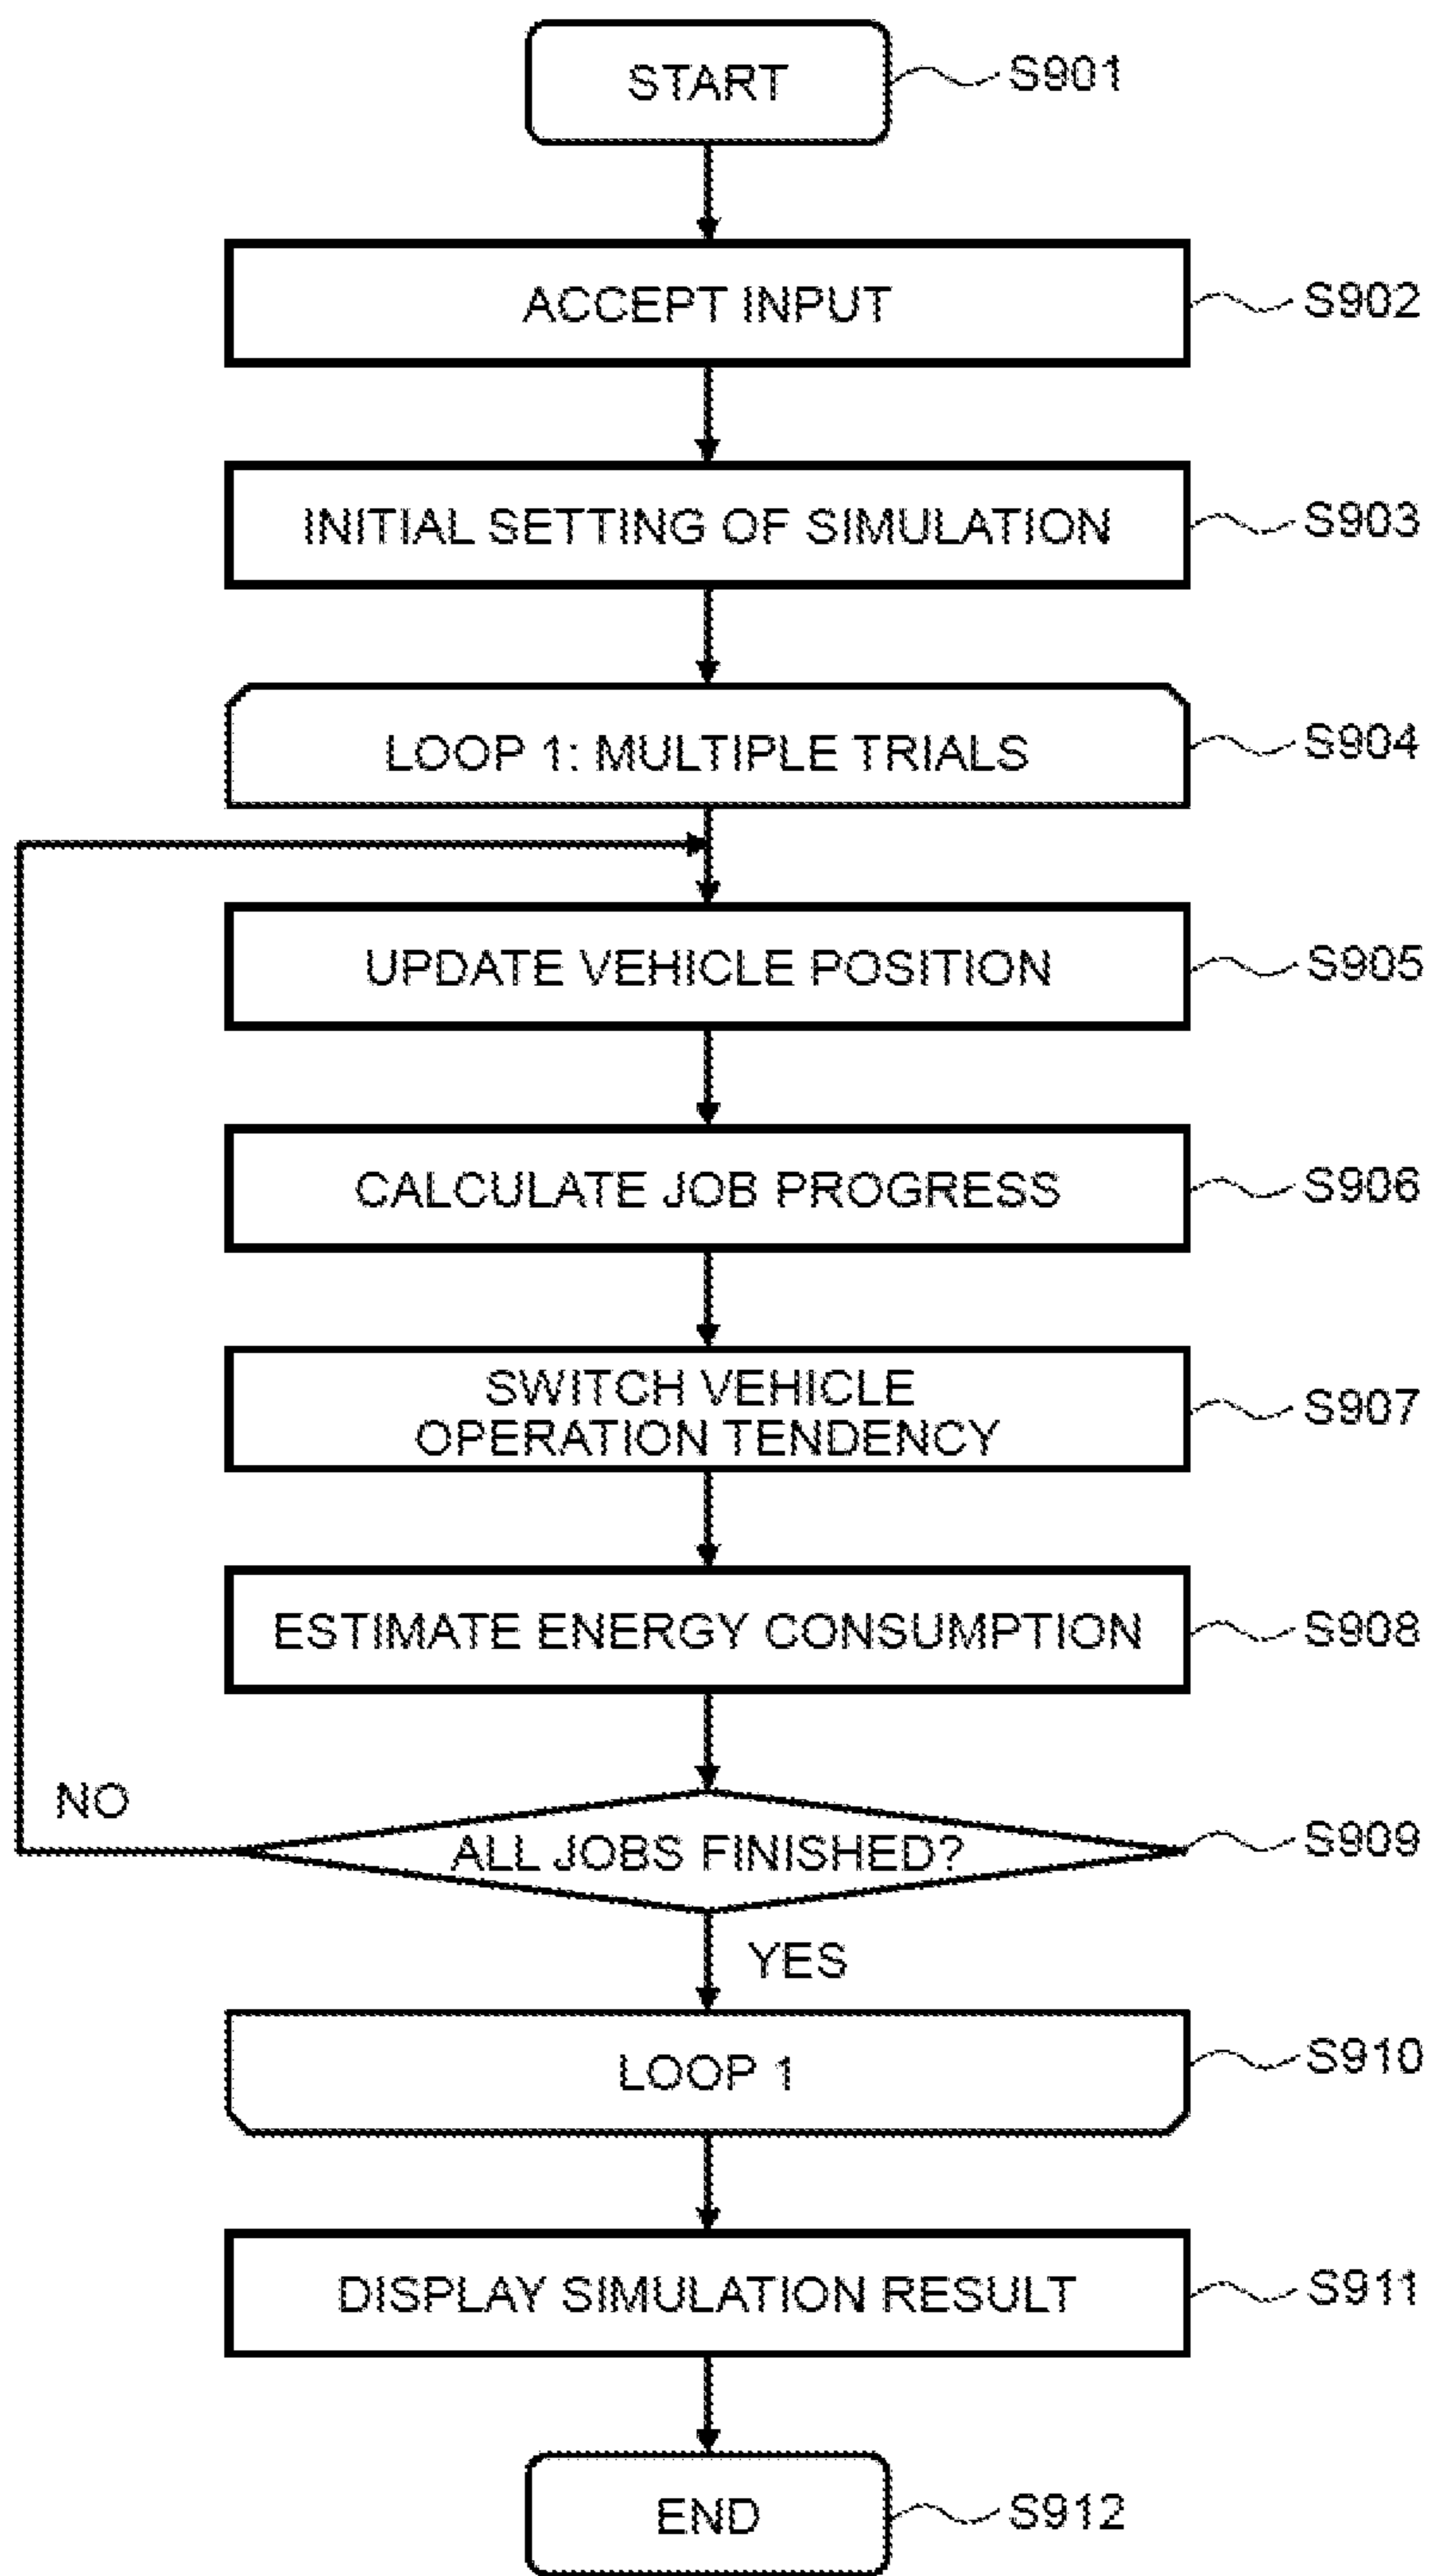 START
S901
ACCEPT INPUT
S902
INITIAL SETTING OF SIMULATION
S903
LOOP 1: MULTIPLE TRIALS
S904
UPDATE VEHICLE POSITION
S905
CALCULATE JOB PROGRESS
S906
SWITCH VEHICLE
OPERATION TENDENCY
S907
ESTIMATE ENERGY CONSUMPTION
S908
NO
ALL JOBS FINISHED?
S909
YES
LOOP 1
S910
DISPLAY SIMULATION RESULT
S911
END
S912